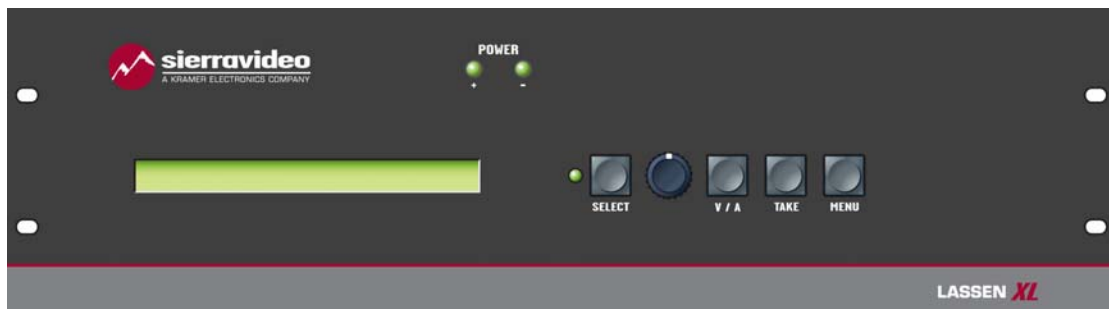 sierravideo
A KRAMER ELECTRONICS COMPANY
POWER
+ -
SELECT
V / A
TAKE
MENU
LASSEN XL